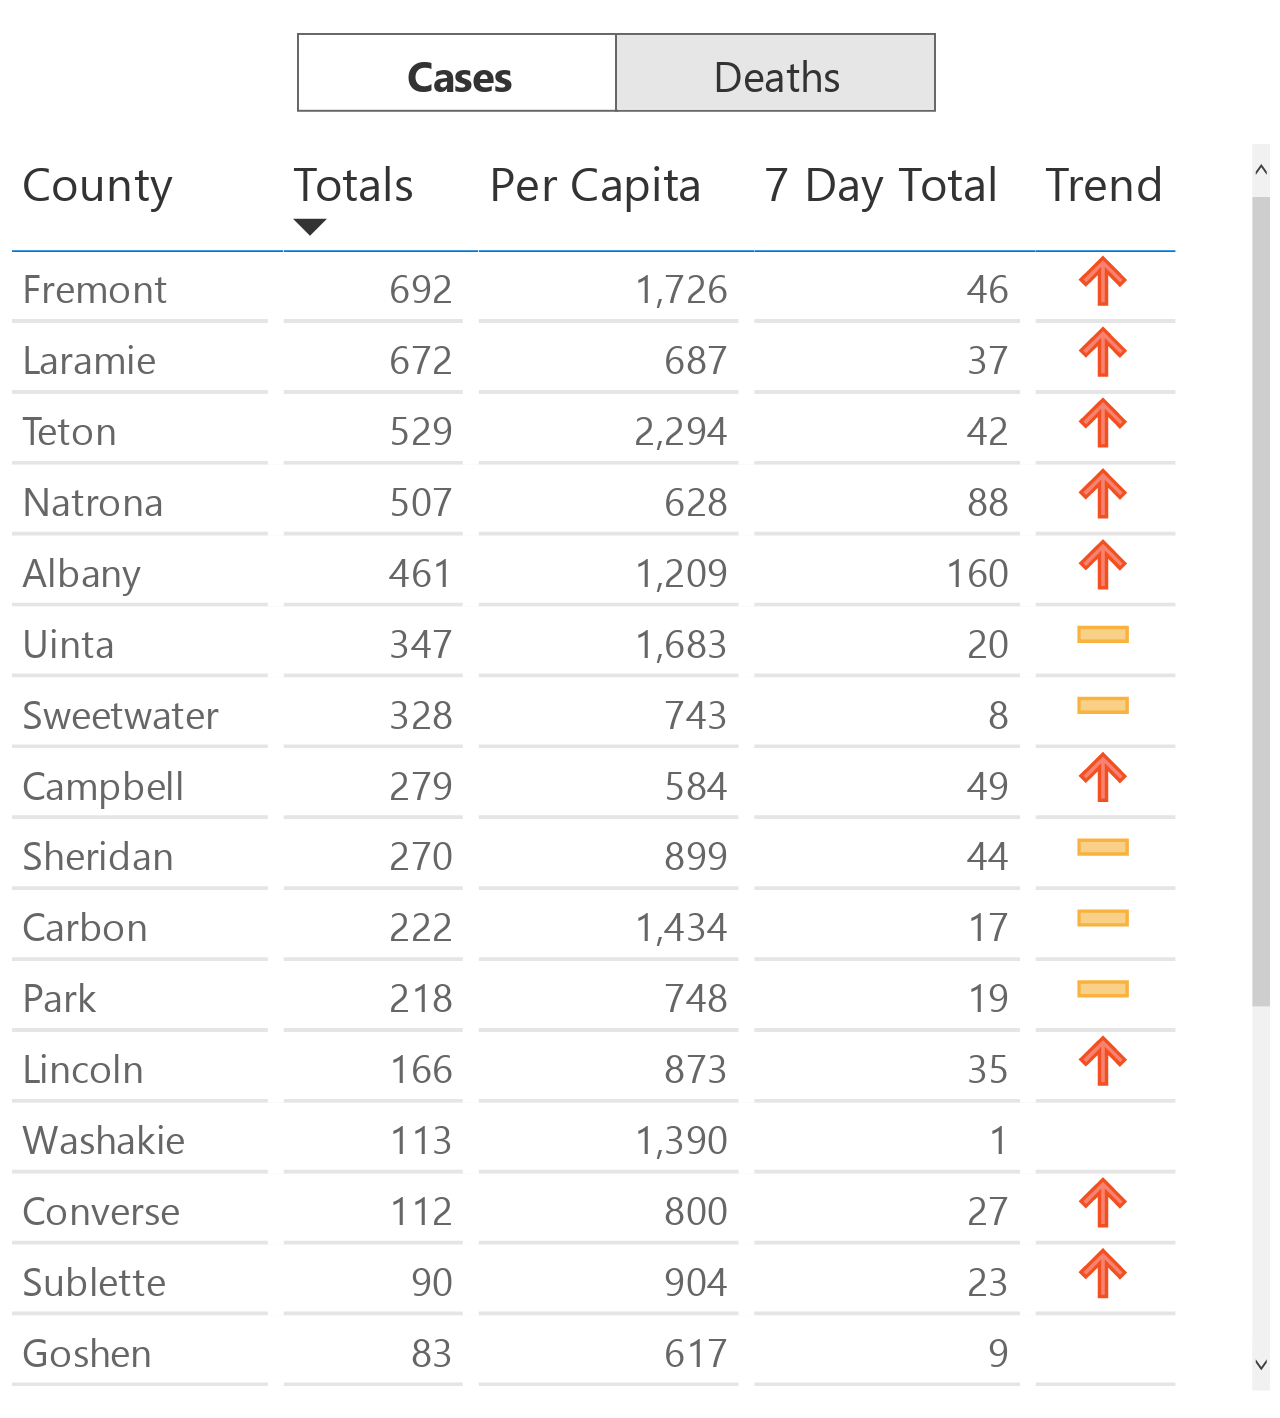 Cases Deaths
County Totals Per Capita 7 Day Total Trend
Fremont 692 1,726 46
Laramie 672 687 37
Teton 529 2,294 42
Natrona 507 628 88
Albany 461 1,209 160
Uinta 347 1,683 20
Sweetwater 328 743 8
Campbell 279 584 49
Sheridan 270 899 44
Carbon 222 1,434 17
Park 218 748 19
Lincoln 166 873 35
Washakie 113 1,390 1
Converse 112 800 27
Sublette 90 904 23
Goshen 83 617 9